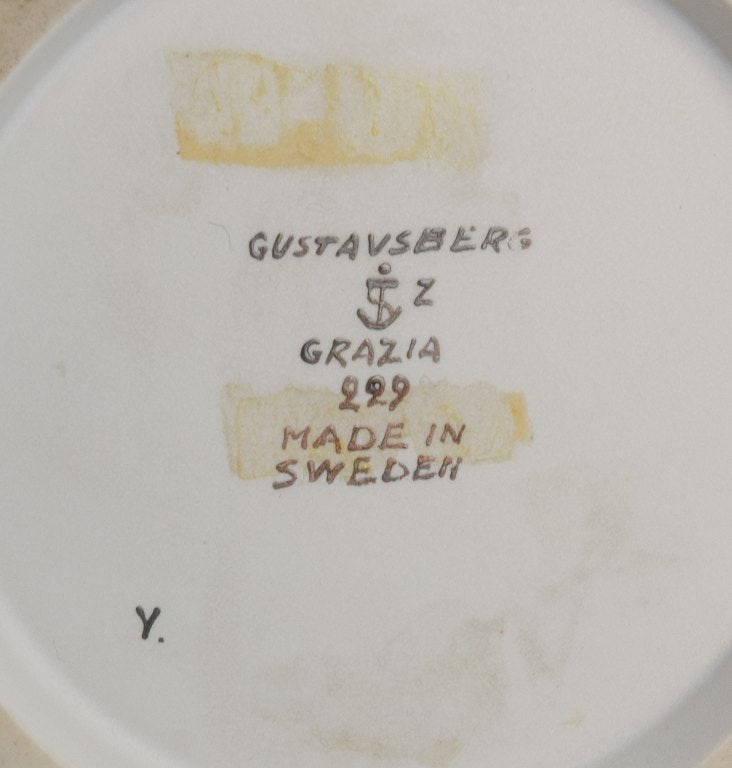 GUSTAVSBERG
Z
GRAZIA
229
MADE IN
SWEDEN
Y.